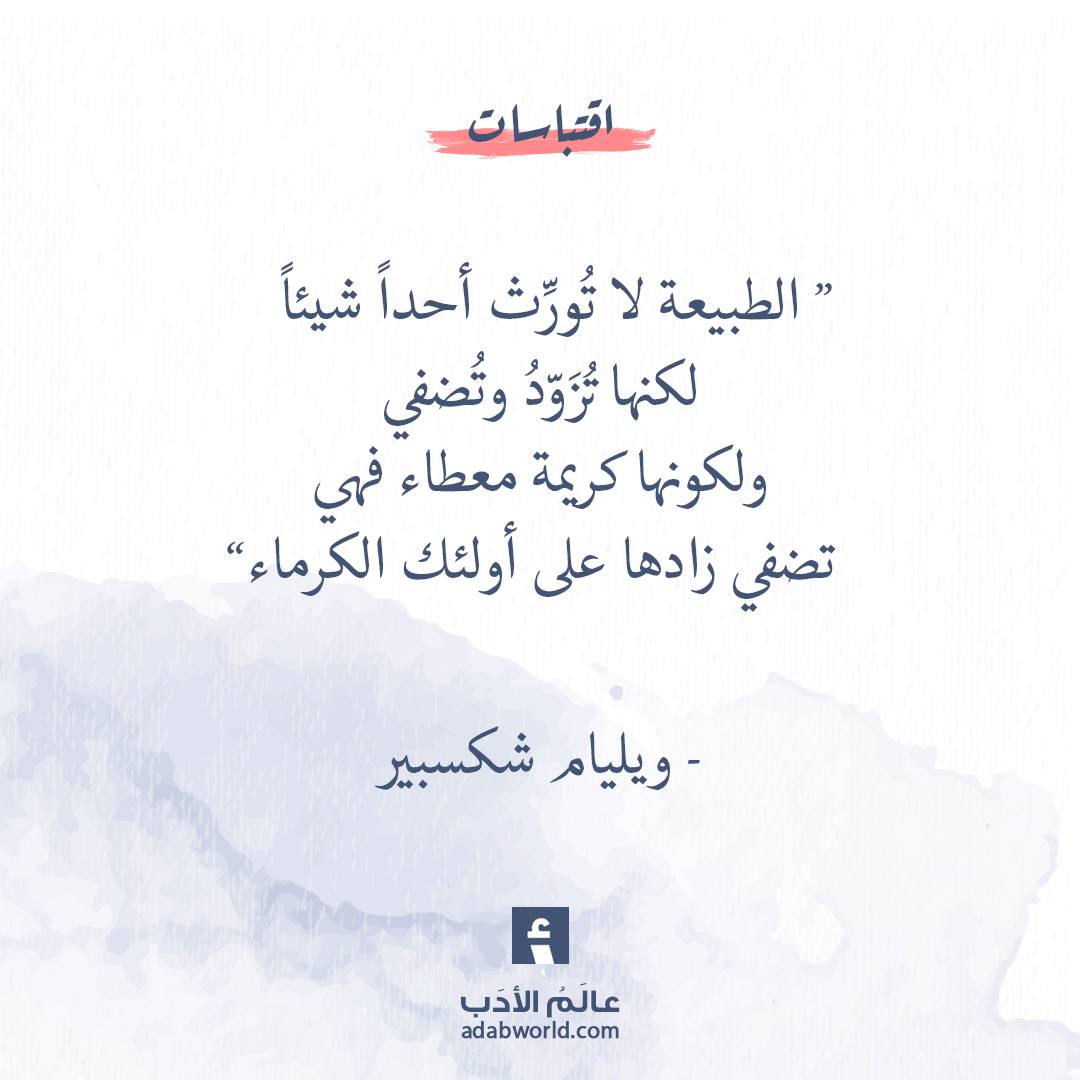 اقتباسات
” الطبيعة لا تُورِّث أحداً شيئاً
لكنها تُزَوّدُ وتُضفي
ولكونها كريمة معطاء فهي
تضفي زادها على أولئك الكرماء“
- ويليام شكسبير
أ
عالَمُ الأدَب
adabworld.com